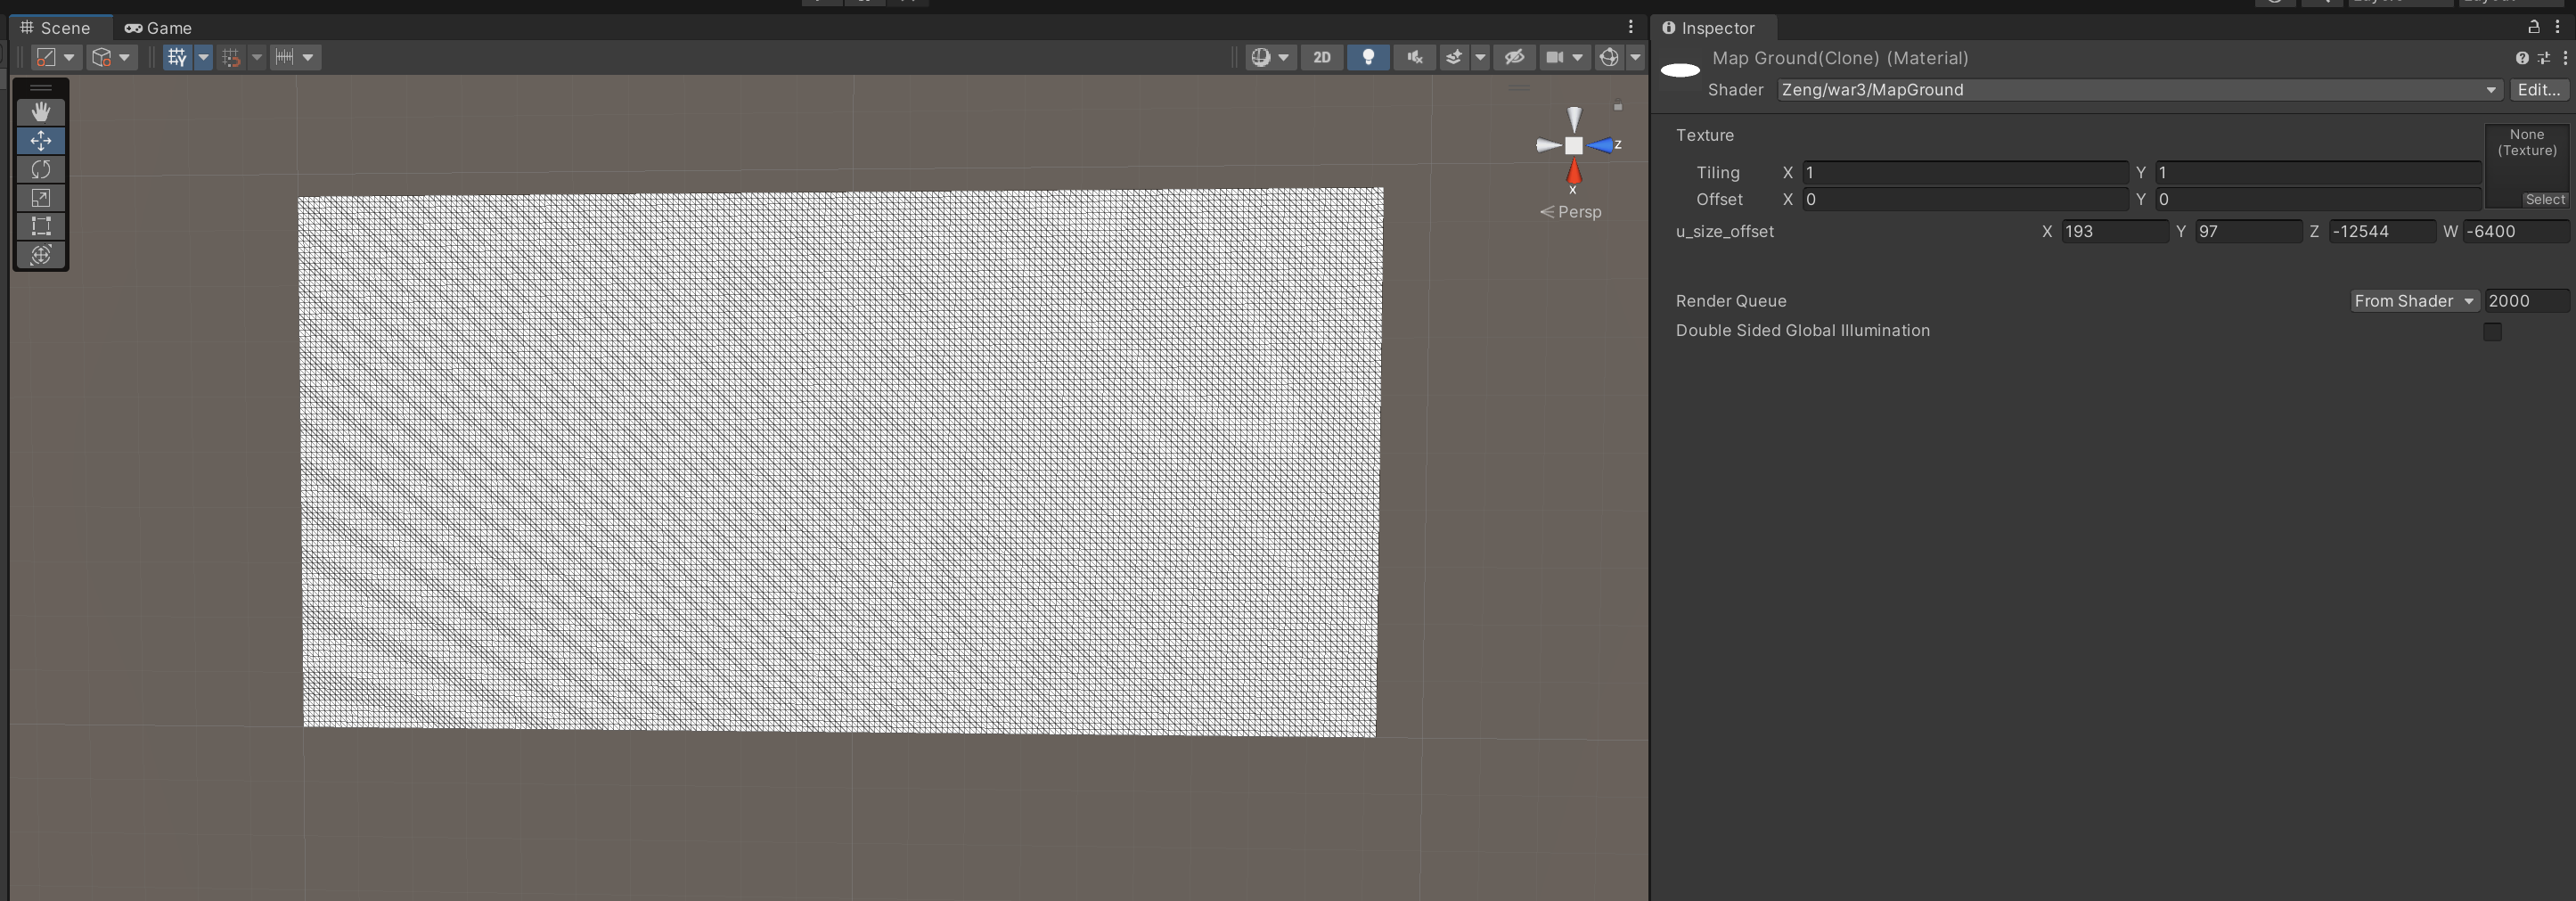 Scene
Game
2D
z
x
Persp
Inspector
Map Ground(Clone) (Material)
Shader
Zeng/war3/MapGround
Edit...
Texture
None
(Texture)
Tiling X 1 Y 1
Offset X 0 Y 0
Select
u_size_offset X 193 Y 97 Z -12544 W -6400
Render Queue
From Shader
2000
Double Sided Global Illumination